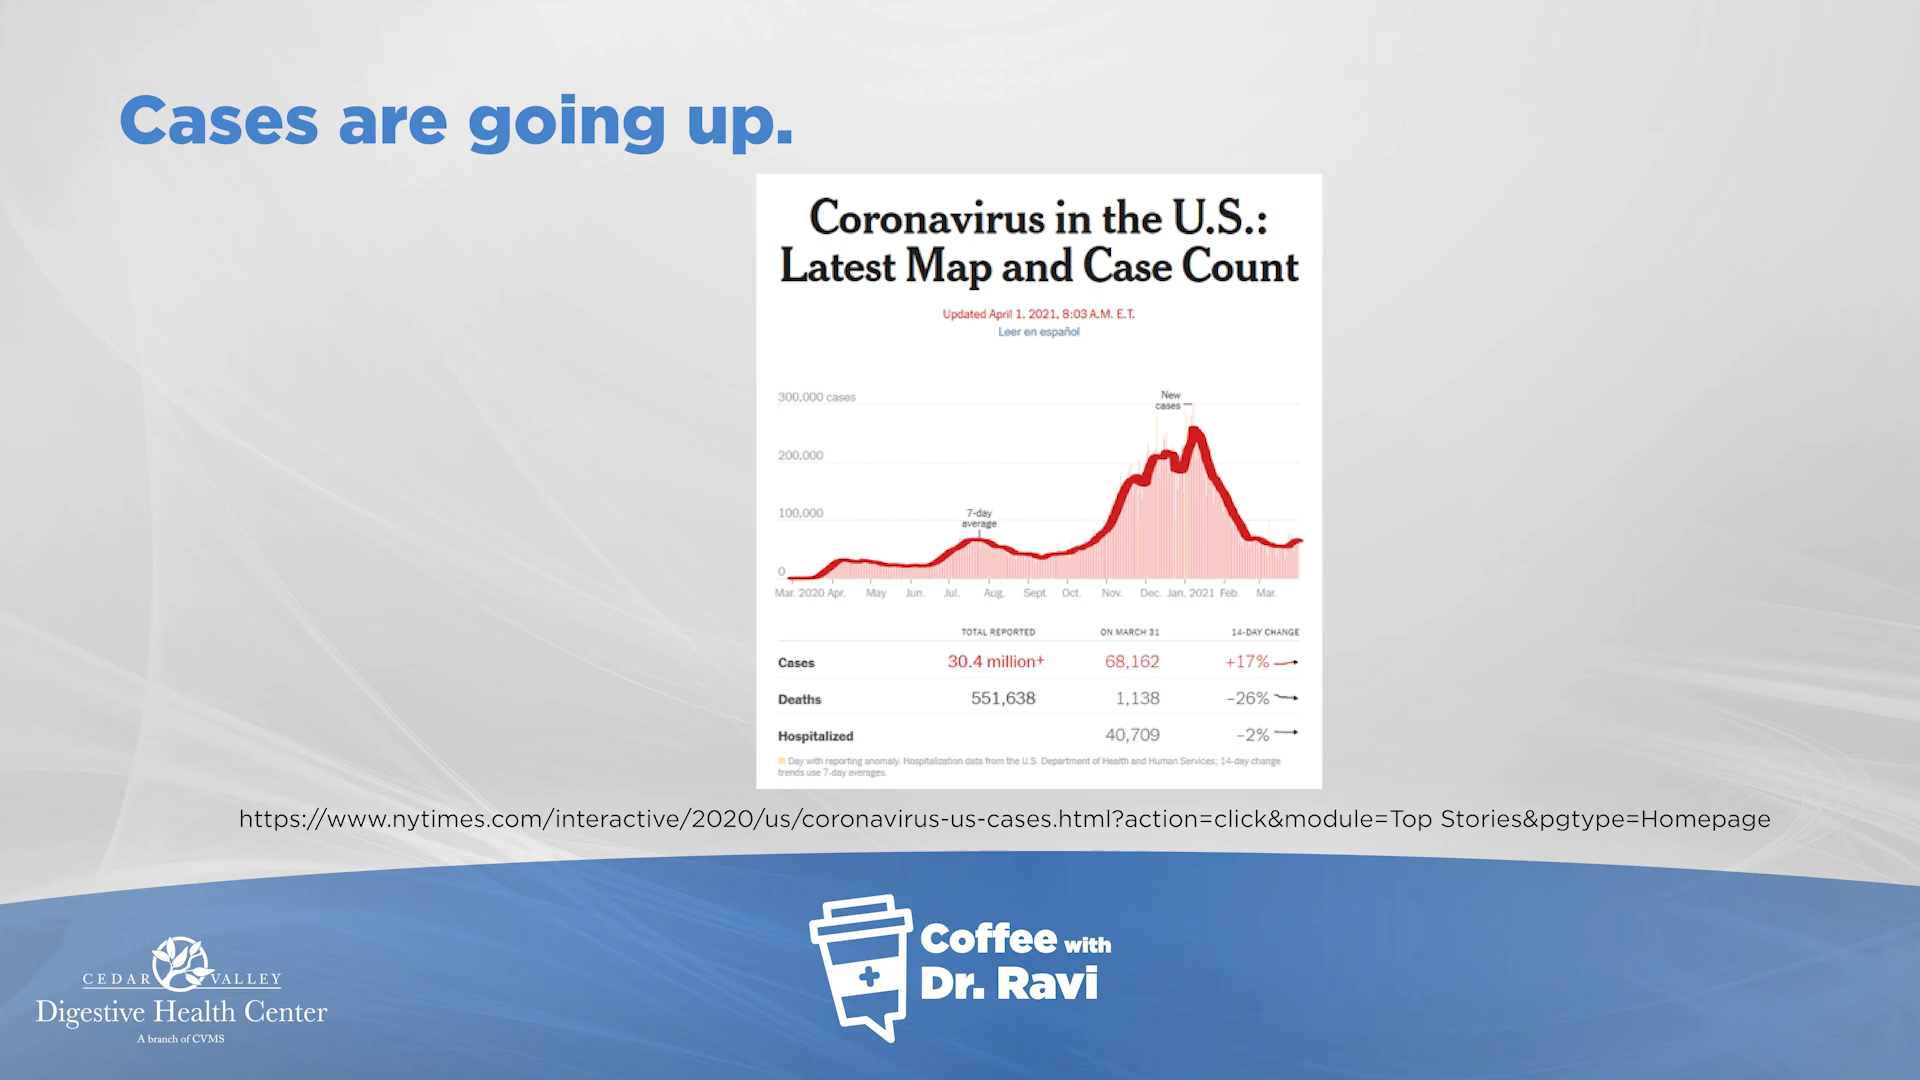 Cases are going up.
Coronavirus in the U.S.:
Latest Map and Case Count
Updated April 1, 2021, 8:03 A.M. E.T.
Leer en español
300,000 cases
New
cases
200,000
100,000
7-day
average
0
Mar. 2020 Apr. May Jun. Jul. Aug. Sept. Oct. Nov. Dec. Jan. 2021 Feb. Mar.
TOTAL REPORTED ON MARCH 31 14-DAY CHANGE
Cases 30.4 million+ 68,162 +17%
Deaths 551,638 1,138 –26%
Hospitalized 40,709 –2%
Day with reporting anomaly. Hospitalization data from the U.S. Department of Health and Human Services; 14-day change
trends use 7-day averages.
https://www.nytimes.com/interactive/2020/us/coronavirus-us-cases.html?action=click&module=Top Stories&pgtype=Homepage
Coffee with
Dr. Ravi
CEDAR VALLEY
Digestive Health Center
A branch of CVMS